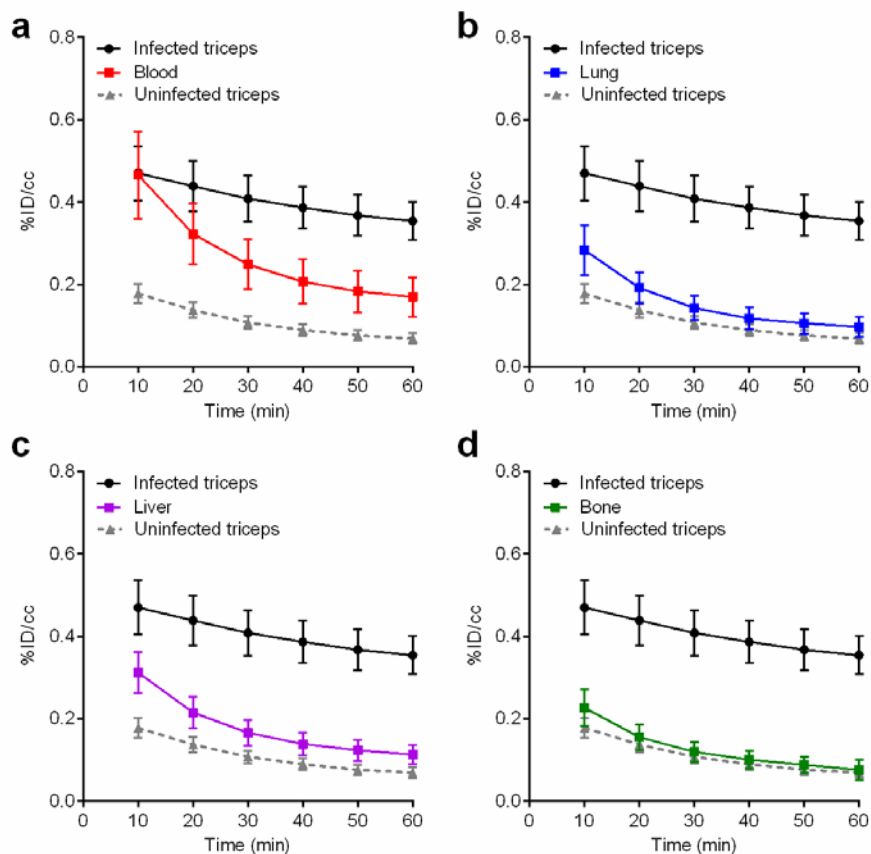 a
0.8
0.6
0.4
0.2
0.0
%ID/cc
Infected triceps
Blood
Uninfected triceps
0 10 20 30 40 50 60
Time (min)
b
0.8
0.6
0.4
0.2
0.0
%ID/cc
Infected triceps
Lung
Uninfected triceps
0 10 20 30 40 50 60
Time (min)
c
0.8
0.6
0.4
0.2
0.0
%ID/cc
Infected triceps
Liver
Uninfected triceps
0 10 20 30 40 50 60
Time (min)
d
0.8
0.6
0.4
0.2
0.0
%ID/cc
Infected triceps
Bone
Uninfected triceps
0 10 20 30 40 50 60
Time (min)